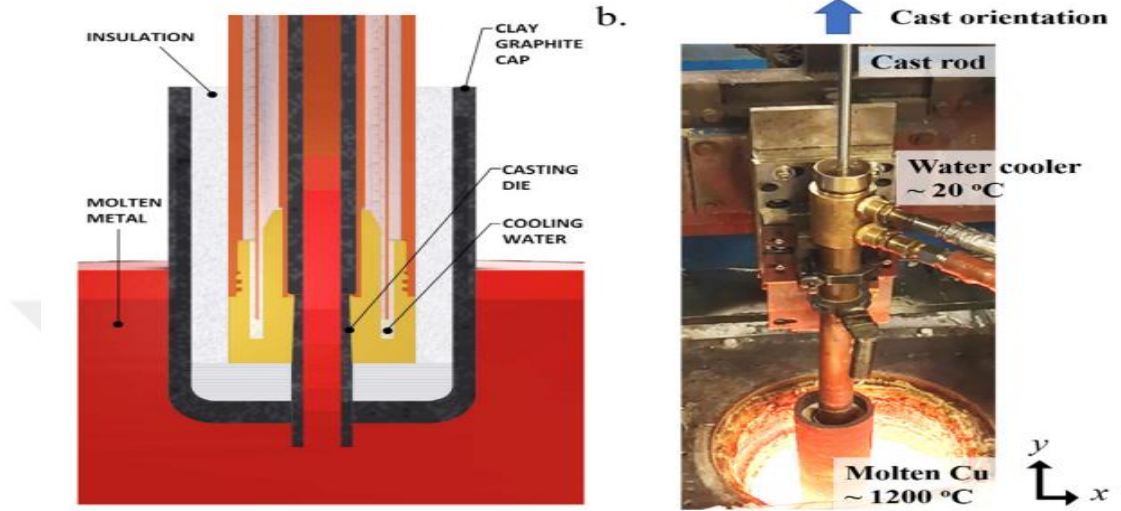 INSULATION
CLAY
GRAPHITE
CAP
MOLTEN
METAL
CASTING
DIE
COOLING
WATER
b.
Cast orientation
Cast rod
Water cooler
~ 20 °C
Molten Cu
~ 1200 °C
y
x